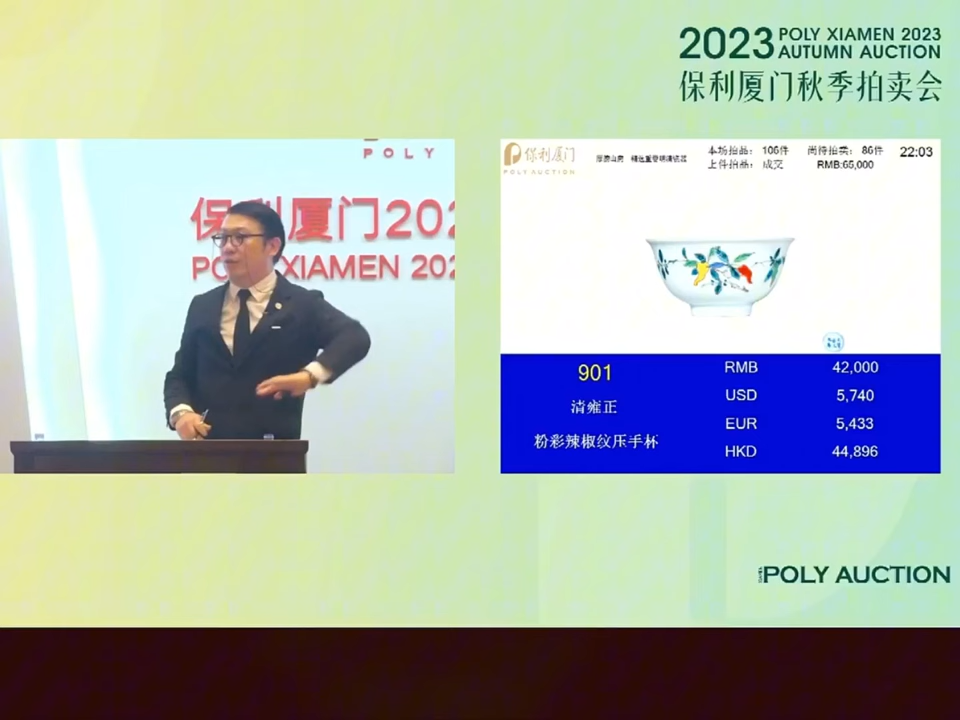 2023 POLY XIAMEN 2023
AUTUMN AUCTION
保利厦门秋季拍卖会
POLY
保利厦门202
XIAMEN 202
保利厦门
POLY AUCTION
本场拍品: 106件
尚待拍卖: 86件
22:03
上件拍品: 成交
RMB:65,000
901
清雍正
粉彩辣椒纹压手杯
RMB 42,000
USD 5,740
EUR 5,433
HKD 44,896
POLY AUCTION